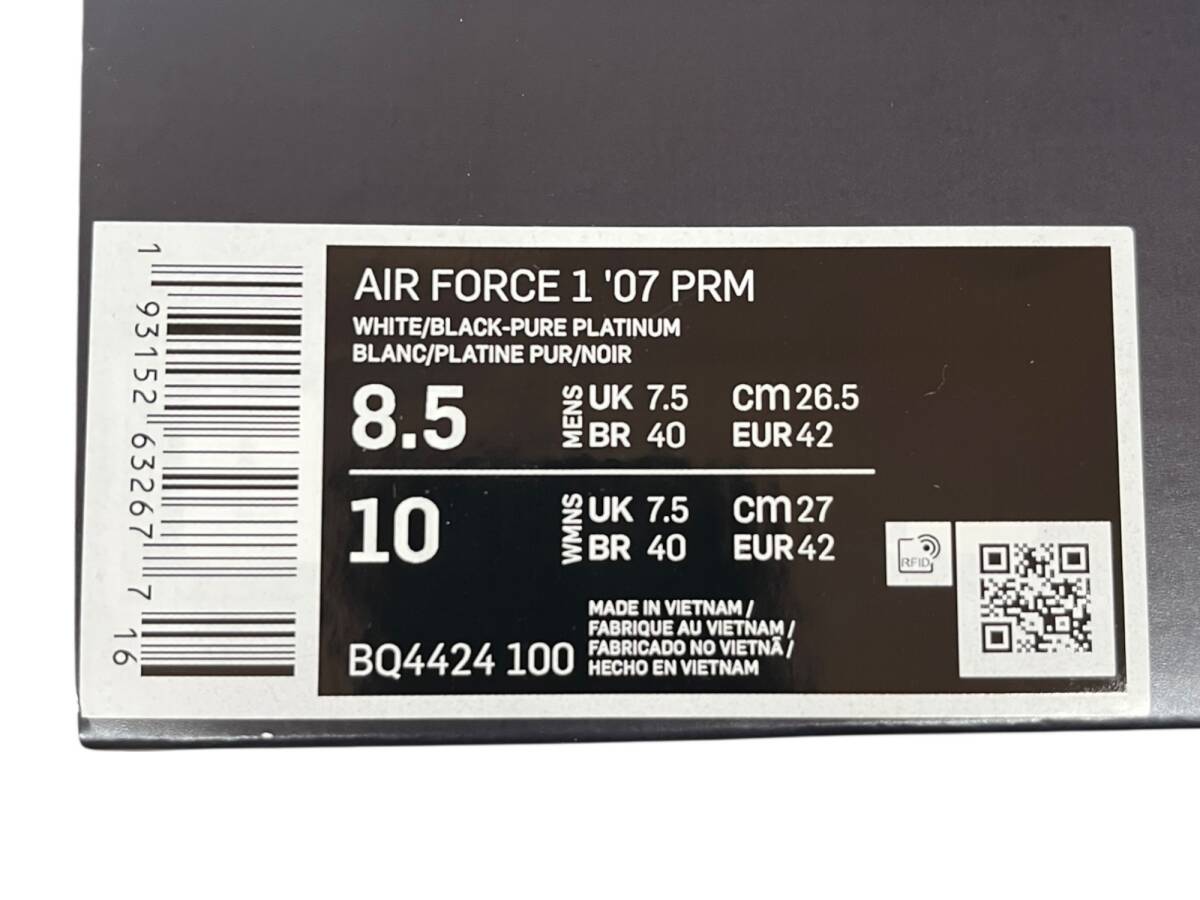 1 93152 63267 7 16
AIR FORCE 1 '07 PRM
WHITE/BLACK-PURE PLATINUM
BLANC/PLATINE PUR/NOIR
8.5 MENS UK 7.5 cm 26.5
BR 40 EUR 42
10 WMNS UK 7.5 cm 27
BR 40 EUR 42
RFID
BQ4424 100
MADE IN VIETNAM /
FABRIQUE AU VIETNAM /
FABRICADO NO VIETNÃ /
HECHO EN VIETNAM